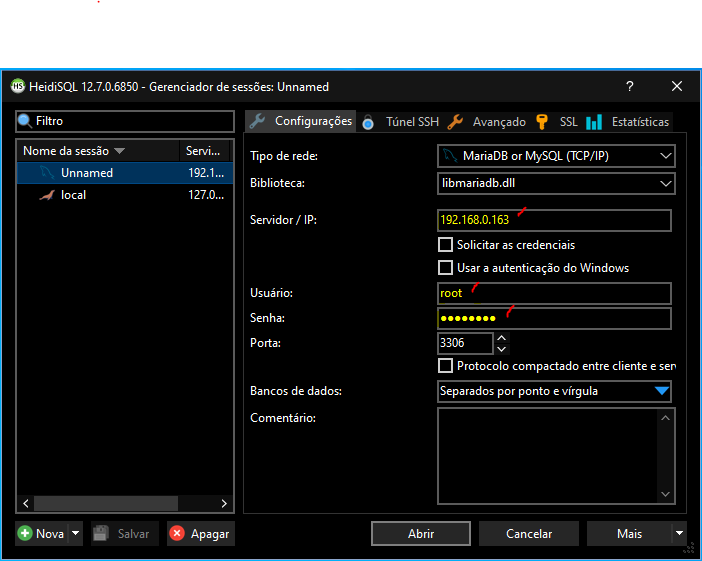 HS HeidiSQL 12.7.0.6850 - Gerenciador de sessões: Unnamed ?
Filtro
Nome da sessão Servi...
Unnamed 192.1...
local 127.0...
Configurações Túnel SSH Avançado SSL Estatísticas
Tipo de rede: MariaDB or MySQL (TCP/IP)
Biblioteca: libmariadb.dll
Servidor / IP: 192.168.0.163
Solicitar as credenciais
Usar a autenticação do Windows
Usuário: root
Senha: ●●●●●●●●
Porta: 3306
Protocolo compactado entre cliente e serv
Bancos de dados: Separados por ponto e vírgula
Comentário:
Nova Salvar Apagar Abrir Cancelar Mais